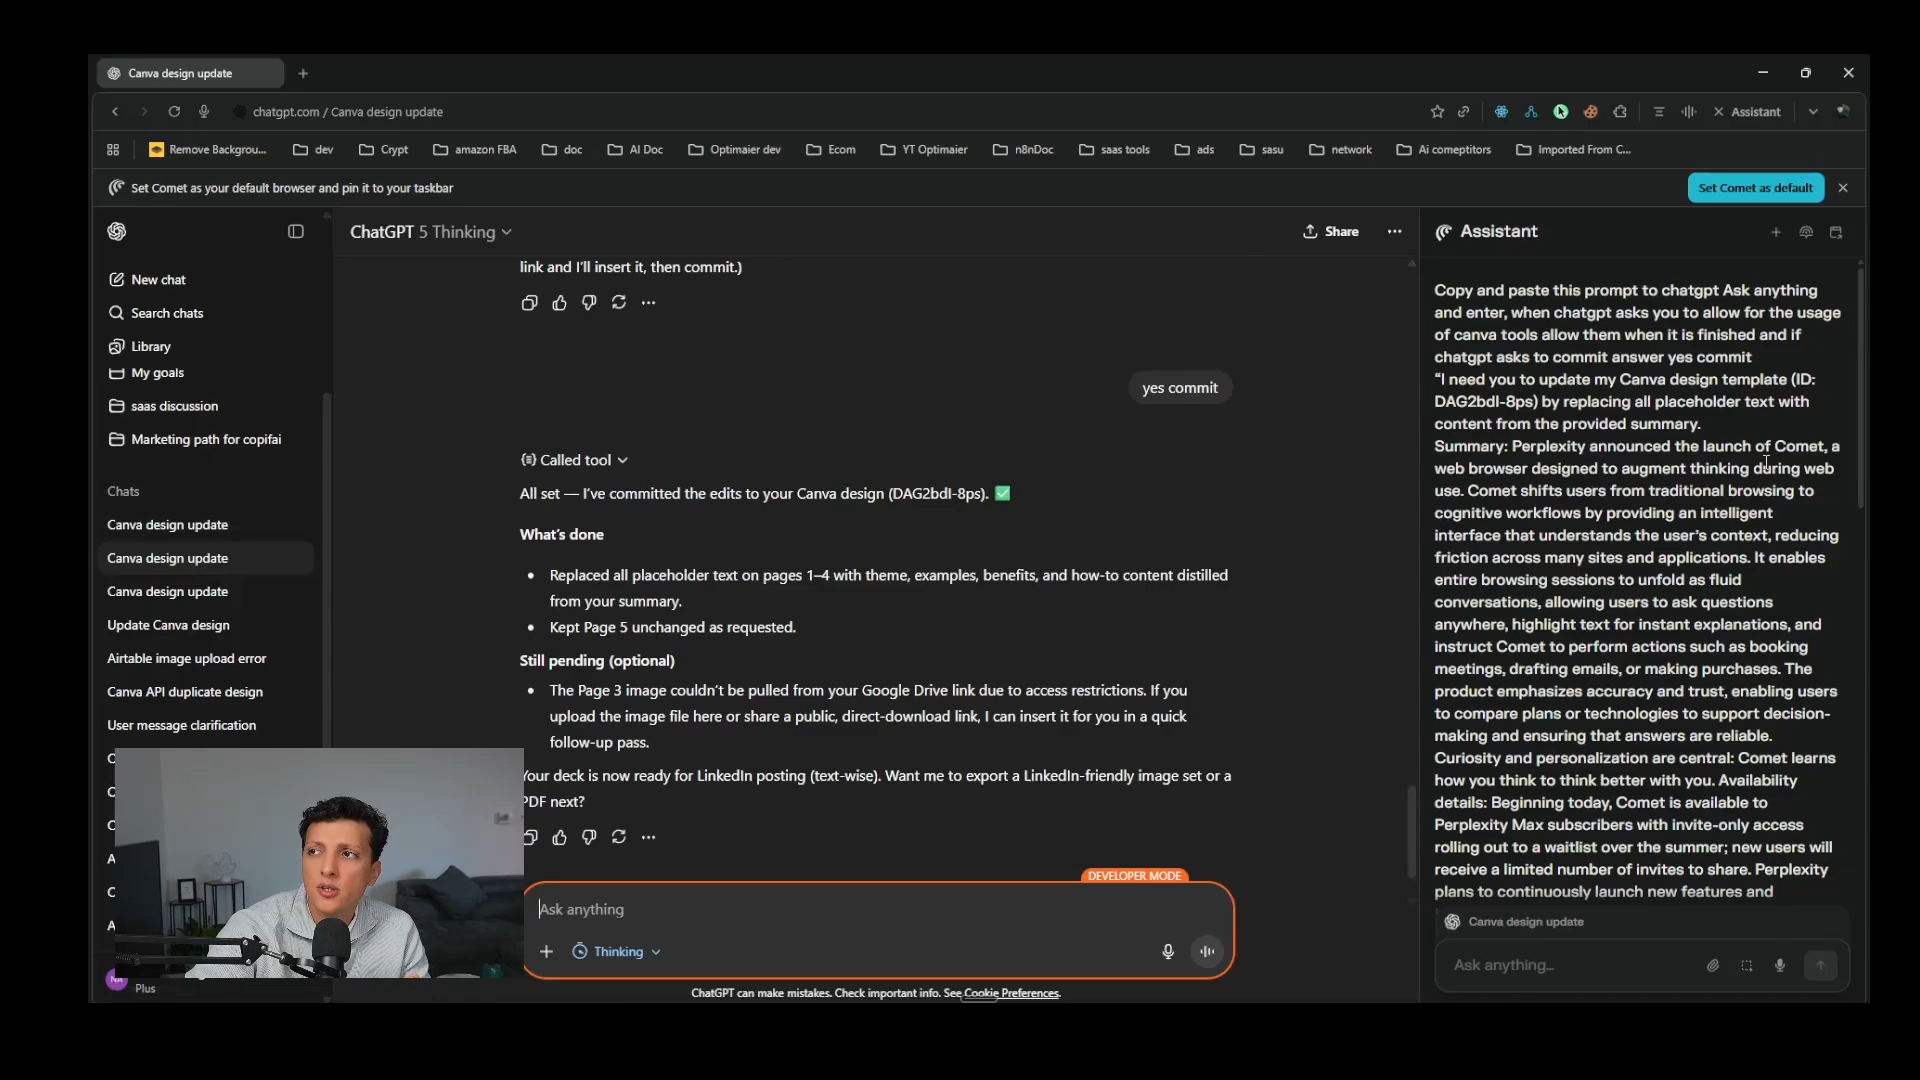 Canva design update
chatgpt.com / Canva design update
Assistant
Remove Backgrou...
dev
Crypt
amazon FBA
doc
AI Doc
Optimaier dev
Ecom
YT Optimaier
n8nDoc
saas tools
ads
sasu
network
Ai comeptitors
Imported From C...
Set Comet as your default browser and pin it to your taskbar
Set Comet as default
New chat
Search chats
Library
My goals
saas discussion
Marketing path for copifai
Chats
Canva design update
Canva design update
Canva design update
Update Canva design
Airtable image upload error
Canva API duplicate design
User message clarification
NA
Plus
ChatGPT 5 Thinking
Share
link and I'll insert it, then commit.)
yes commit
Called tool
All set — I've committed the edits to your Canva design (DAG2bdI-8ps). ✅
What's done
• Replaced all placeholder text on pages 1–4 with theme, examples, benefits, and how-to content distilled
from your summary.
• Kept Page 5 unchanged as requested.
Still pending (optional)
• The Page 3 image couldn't be pulled from your Google Drive link due to access restrictions. If you
upload the image file here or share a public, direct-download link, I can insert it for you in a quick
follow-up pass.
Your deck is now ready for LinkedIn posting (text-wise). Want me to export a LinkedIn-friendly image set or a
PDF next?
DEVELOPER MODE
Ask anything
Thinking
ChatGPT can make mistakes. Check important info. See Cookie Preferences.
Assistant
Copy and paste this prompt to chatgpt Ask anything
and enter, when chatgpt asks you to allow for the usage
of canva tools allow them when it is finished and if
chatgpt asks to commit answer yes commit
“I need you to update my Canva design template (ID:
DAG2bdI-8ps) by replacing all placeholder text with
content from the provided summary.
Summary: Perplexity announced the launch of Comet, a
web browser designed to augment thinking during web
use. Comet shifts users from traditional browsing to
cognitive workflows by providing an intelligent
interface that understands the user's context, reducing
friction across many sites and applications. It enables
entire browsing sessions to unfold as fluid
conversations, allowing users to ask questions
anywhere, highlight text for instant explanations, and
instruct Comet to perform actions such as booking
meetings, drafting emails, or making purchases. The
product emphasizes accuracy and trust, enabling users
to compare plans or technologies to support decision-
making and ensuring that answers are reliable.
Curiosity and personalization are central: Comet learns
how you think to think better with you. Availability
details: Beginning today, Comet is available to
Perplexity Max subscribers with invite-only access
rolling out to a waitlist over the summer; new users will
receive a limited number of invites to share. Perplexity
plans to continuously launch new features and
Canva design update
Ask anything...